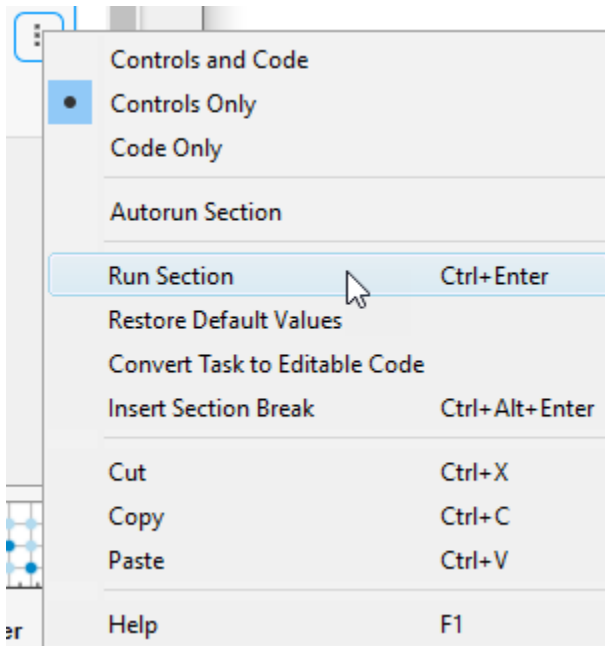 Controls and Code
Controls Only
Code Only
Autorun Section
Run Section Ctrl+Enter
Restore Default Values
Convert Task to Editable Code
Insert Section Break Ctrl+Alt+Enter
Cut Ctrl+X
Copy Ctrl+C
Paste Ctrl+V
er
Help F1